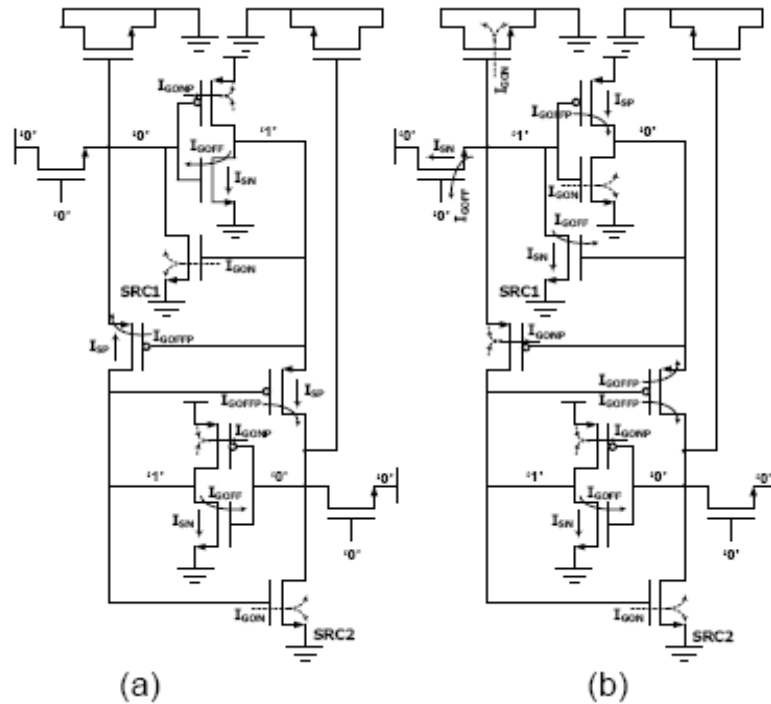 I_GONP
'0' '0' '1'
I_GOFF
I_SN
'0'
I_GON
SRC1
I_GOFFP
I_SP
I_SP
I_GOFFP
I_GONP
'1' '0' '0'
I_GOFF
I_SN
'0'
I_GON
SRC2
(a)
I_GON
I_SP
I_GOFFP
'0' I_SN '1' '0'
I_GON
'0' I_GOFF
I_GOFF
I_SN
SRC1
I_GONP
I_GOFFP
I_GOFFP
I_GONP
'1' '0' '0'
I_GOFF
I_SN
'0'
I_GON
SRC2
(b)